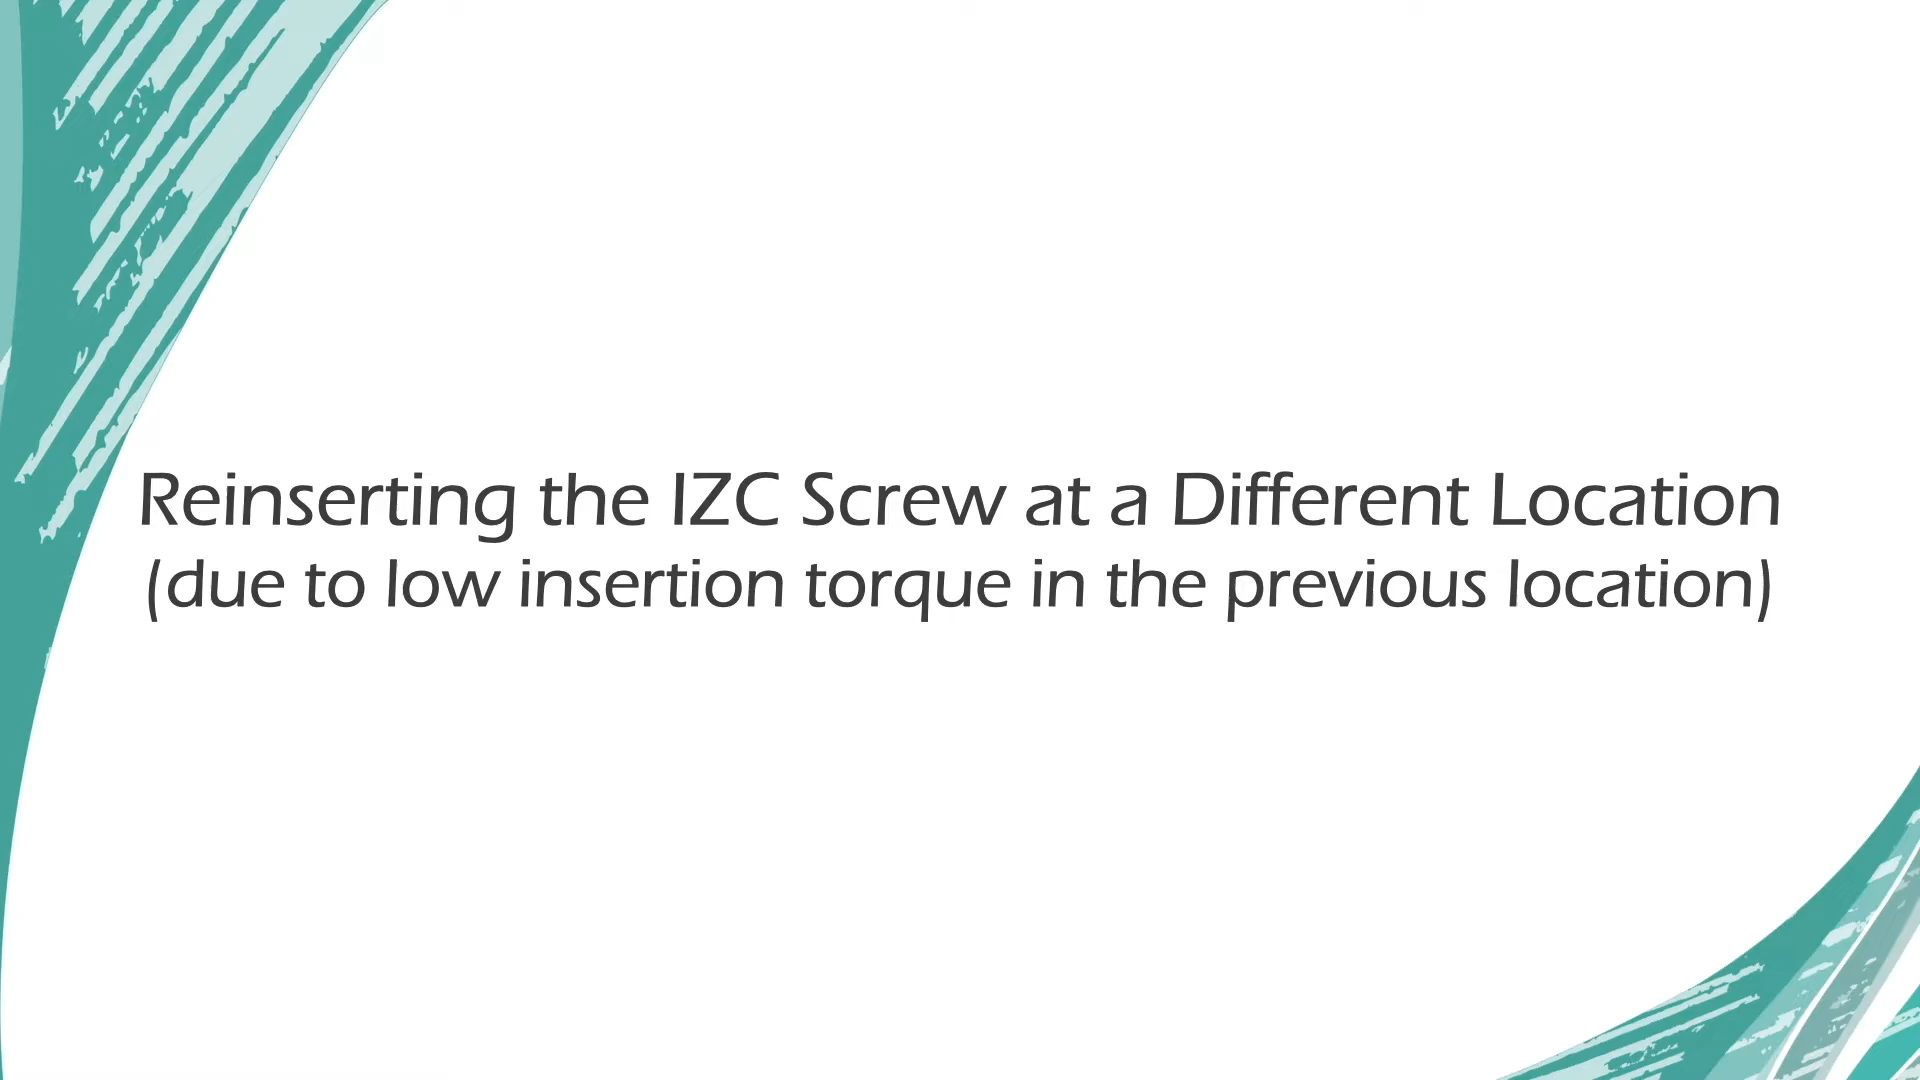 Reinserting the IZC Screw at a Different Location
(due to low insertion torque in the previous location)